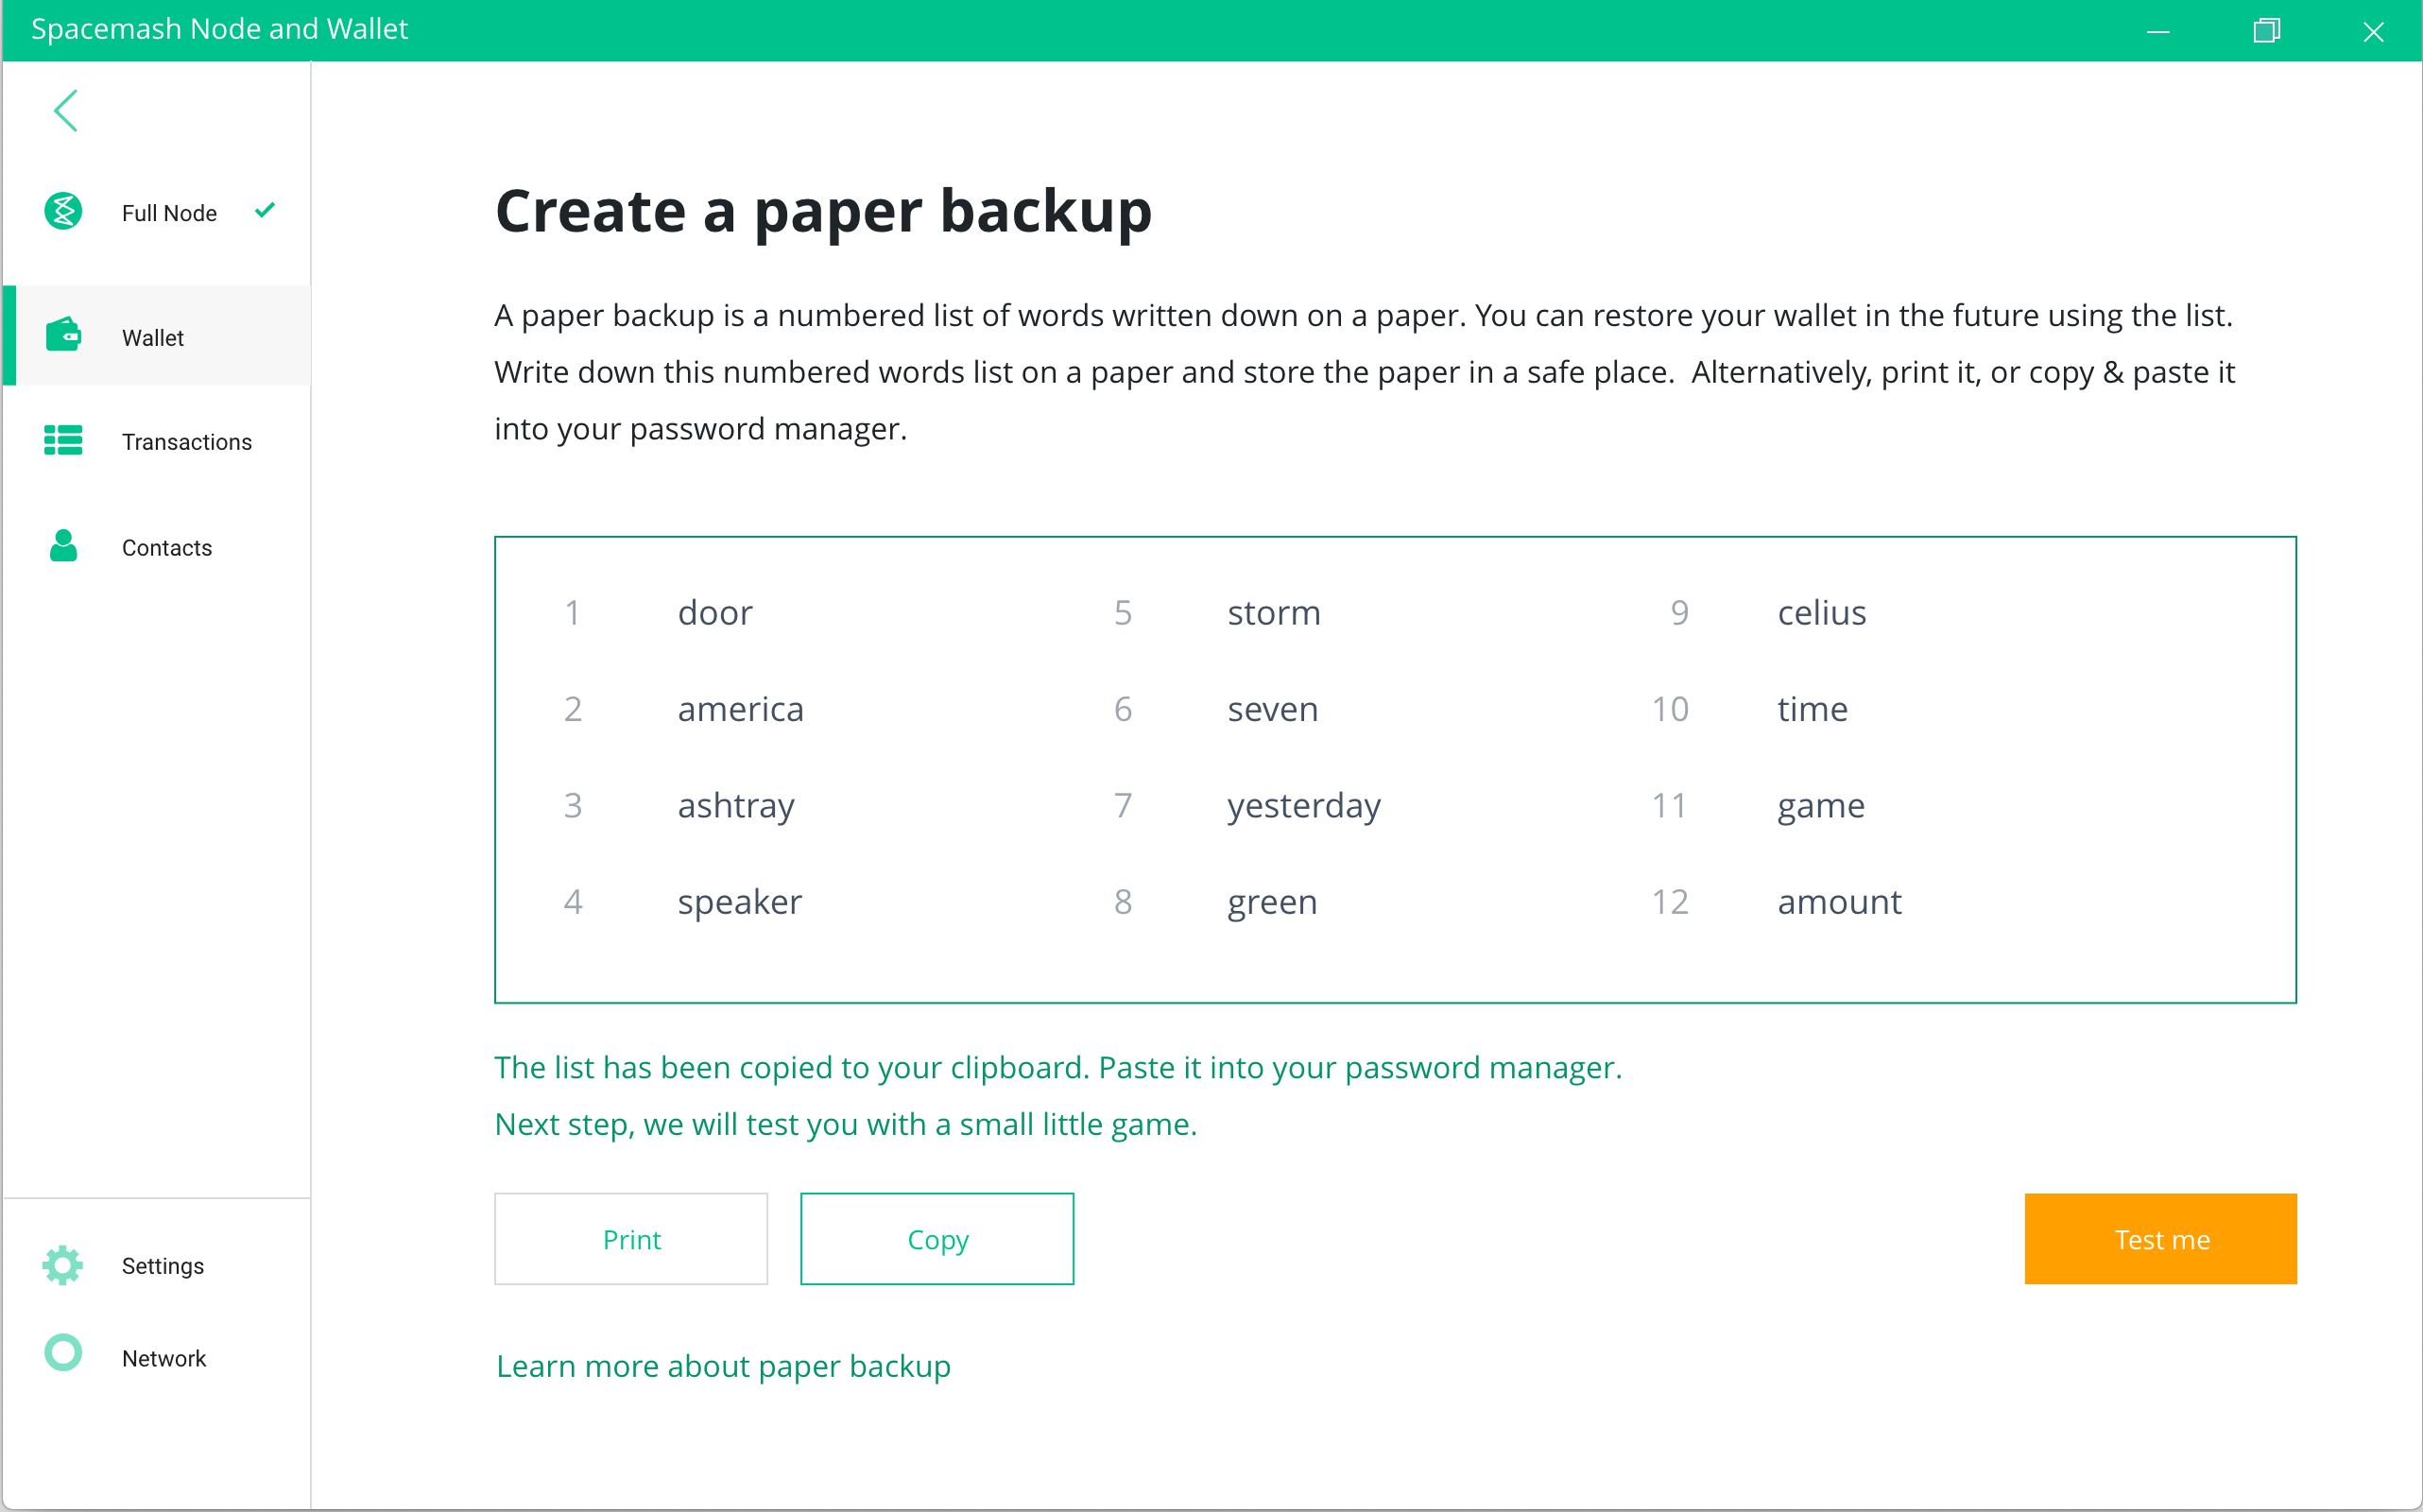 Spacemash Node and Wallet
Full Node
Wallet
Transactions
Contacts
Settings
Network
Create a paper backup
A paper backup is a numbered list of words written down on a paper. You can restore your wallet in the future using the list.
Write down this numbered words list on a paper and store the paper in a safe place.  Alternatively, print it, or copy & paste it
into your password manager.
1 door
2 america
3 ashtray
4 speaker
5 storm
6 seven
7 yesterday
8 green
9 celius
10 time
11 game
12 amount
The list has been copied to your clipboard. Paste it into your password manager.
Next step, we will test you with a small little game.
Print
Copy
Test me
Learn more about paper backup